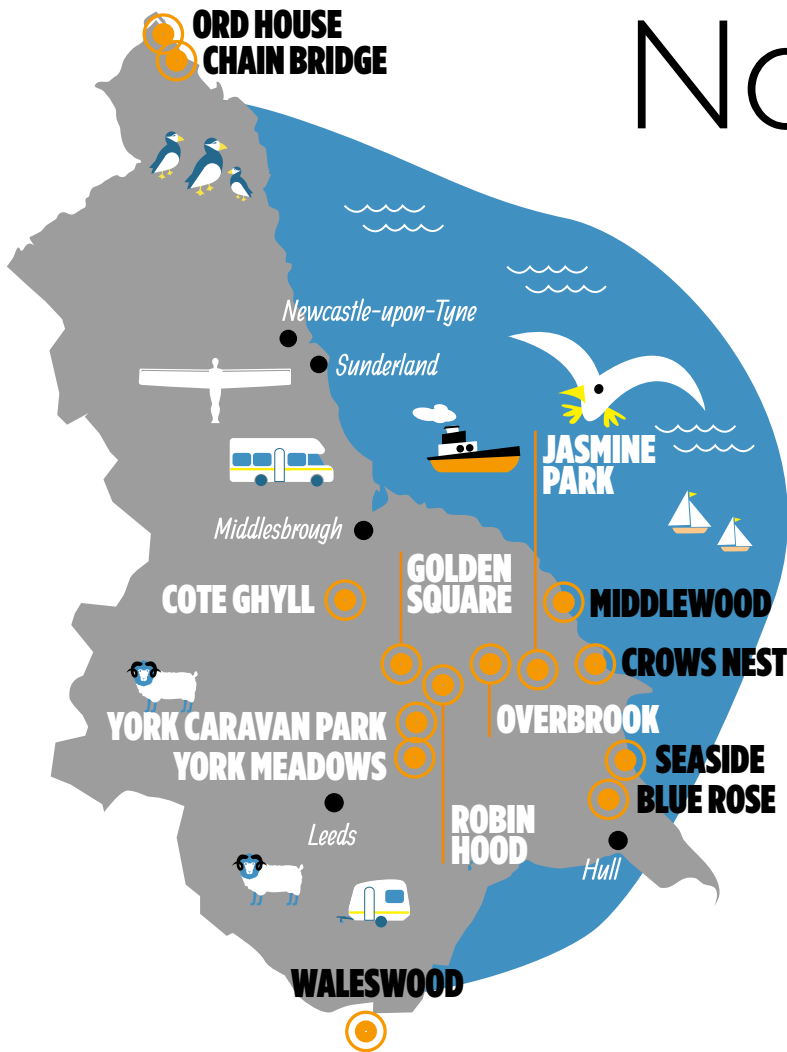 ORD HOUSE
CHAIN BRIDGE
No
Newcastle-upon-Tyne
Sunderland
JASMINE
PARK
Middlesbrough
GOLDEN
SQUARE
COTE GHYLL
MIDDLEWOOD
CROWS NEST
YORK CARAVAN PARK
OVERBROOK
YORK MEADOWS
SEASIDE
BLUE ROSE
ROBIN
HOOD
Leeds
Hull
WALESWOOD